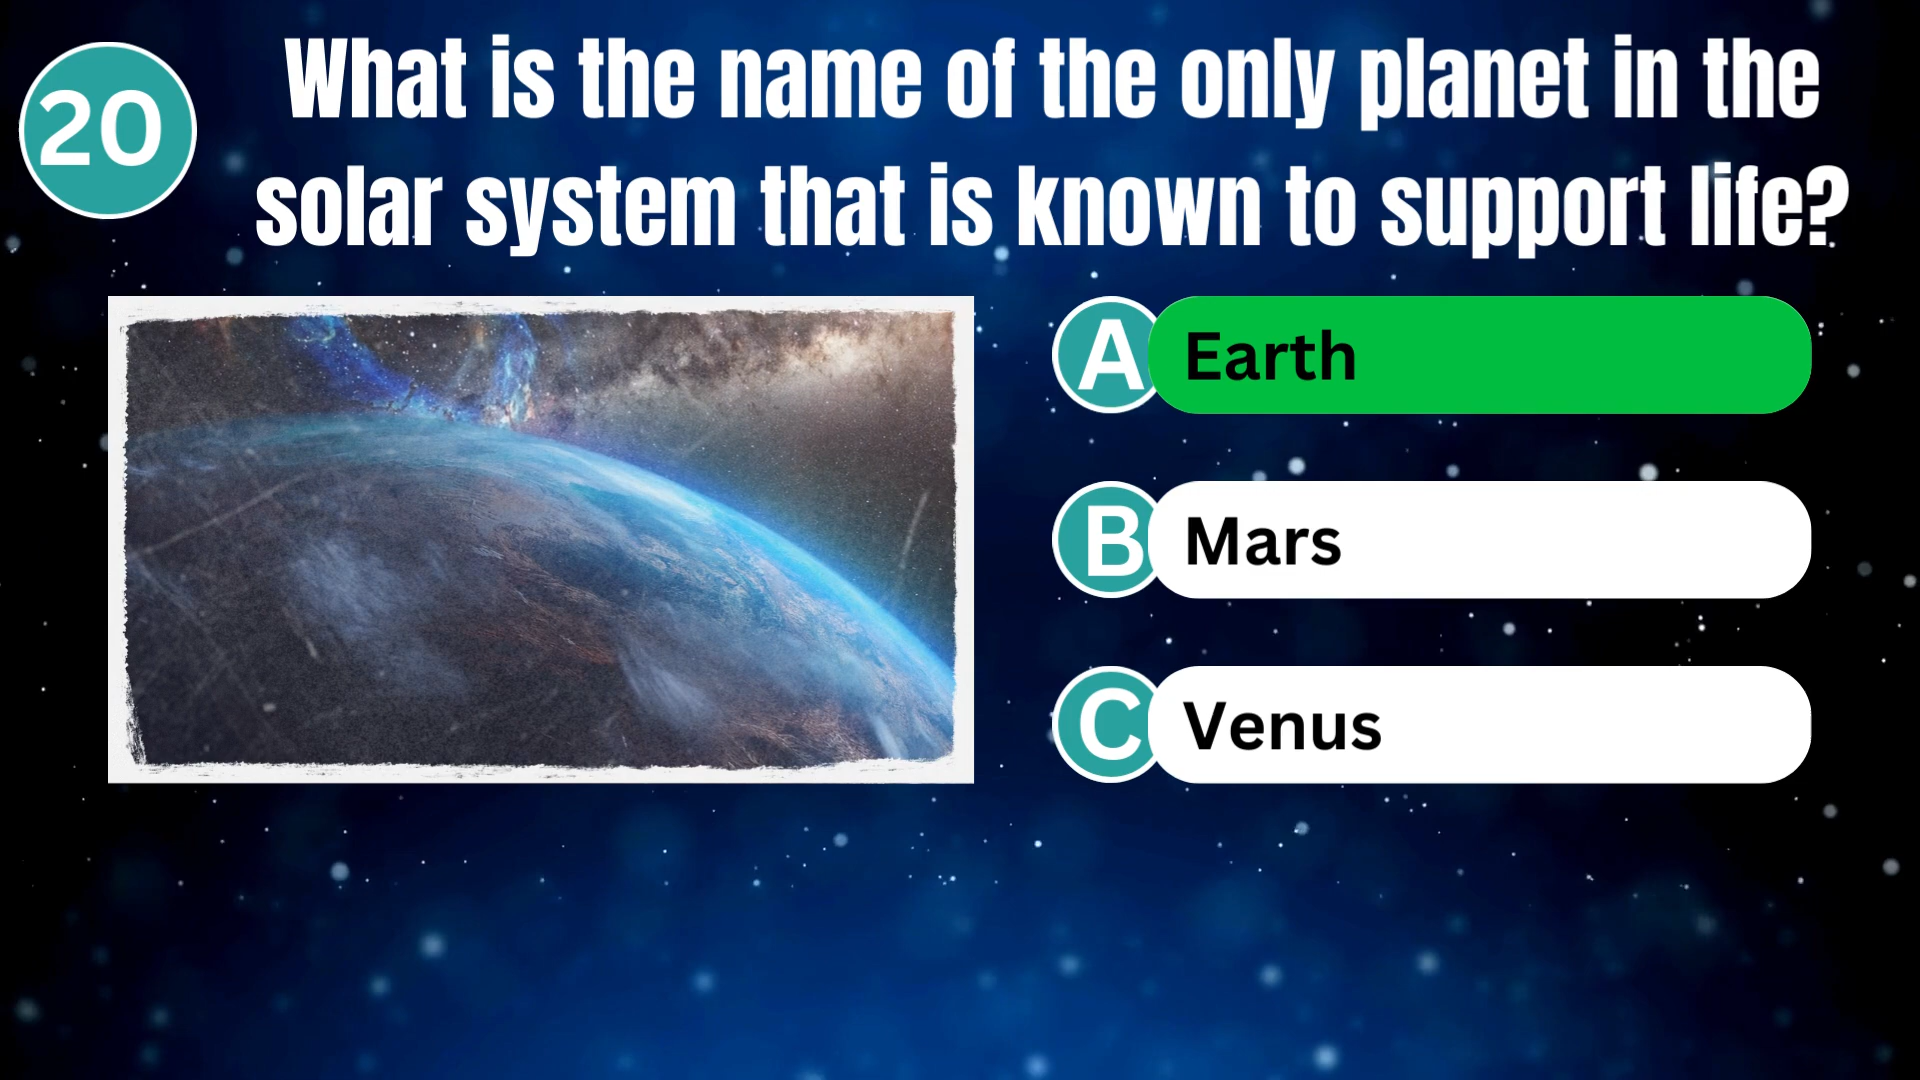 20
What is the name of the only planet in the
solar system that is known to support life?
A Earth
B Mars
C Venus